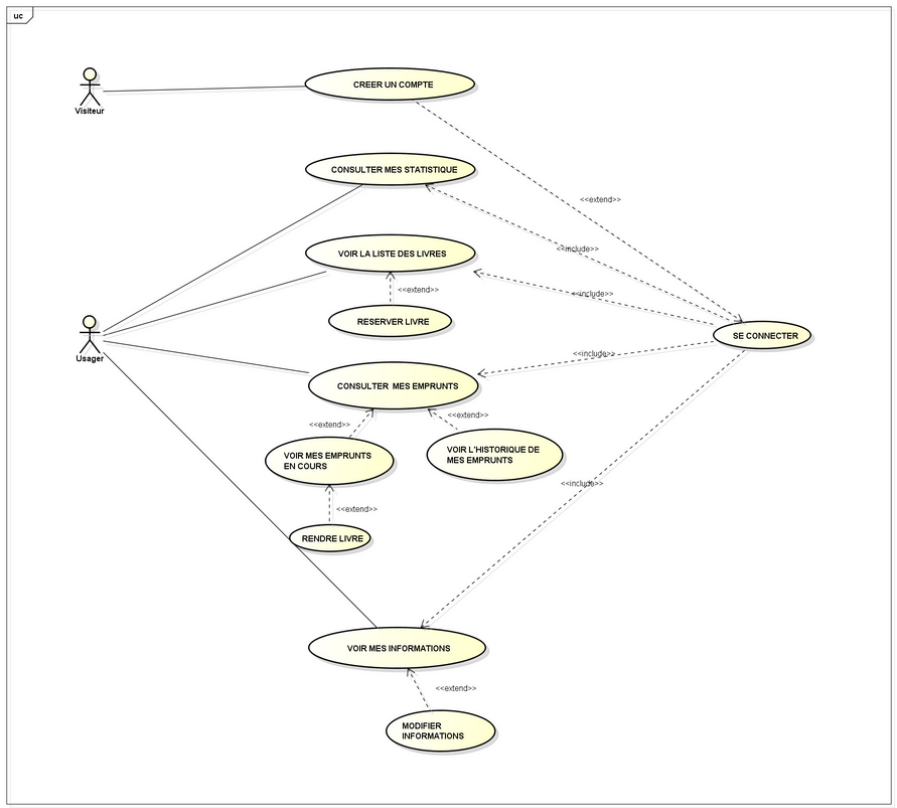 uc
CREER UN COMPTE
Visiteur
CONSULTER MES STATISTIQUE
<<extend>>
<<include>>
VOIR LA LISTE DES LIVRES
<<extend>>
<<include>>
RESERVER LIVRE
SE CONNECTER
Usager
<<include>>
CONSULTER MES EMPRUNTS
<<extend>>
<<extend>>
VOIR MES EMPRUNTS
EN COURS
VOIR L'HISTORIQUE DE
MES EMPRUNTS
<<include>>
<<extend>>
RENDRE LIVRE
VOIR MES INFORMATIONS
<<extend>>
MODIFIER
INFORMATIONS